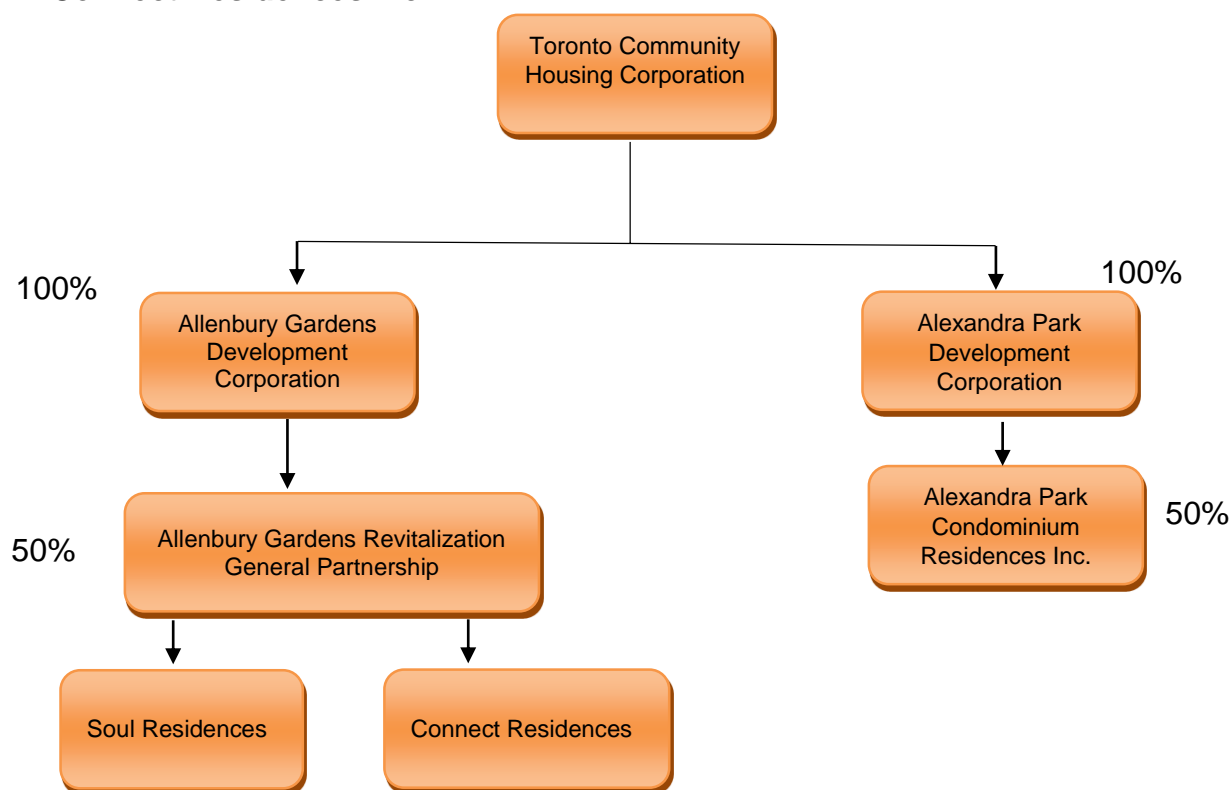 Toronto Community
Housing Corporation
100%
100%
Allenbury Gardens
Development
Corporation
Alexandra Park
Development
Corporation
50%
Allenbury Gardens Revitalization
General Partnership
Alexandra Park
Condominium
Residences Inc.
50%
Soul Residences
Connect Residences